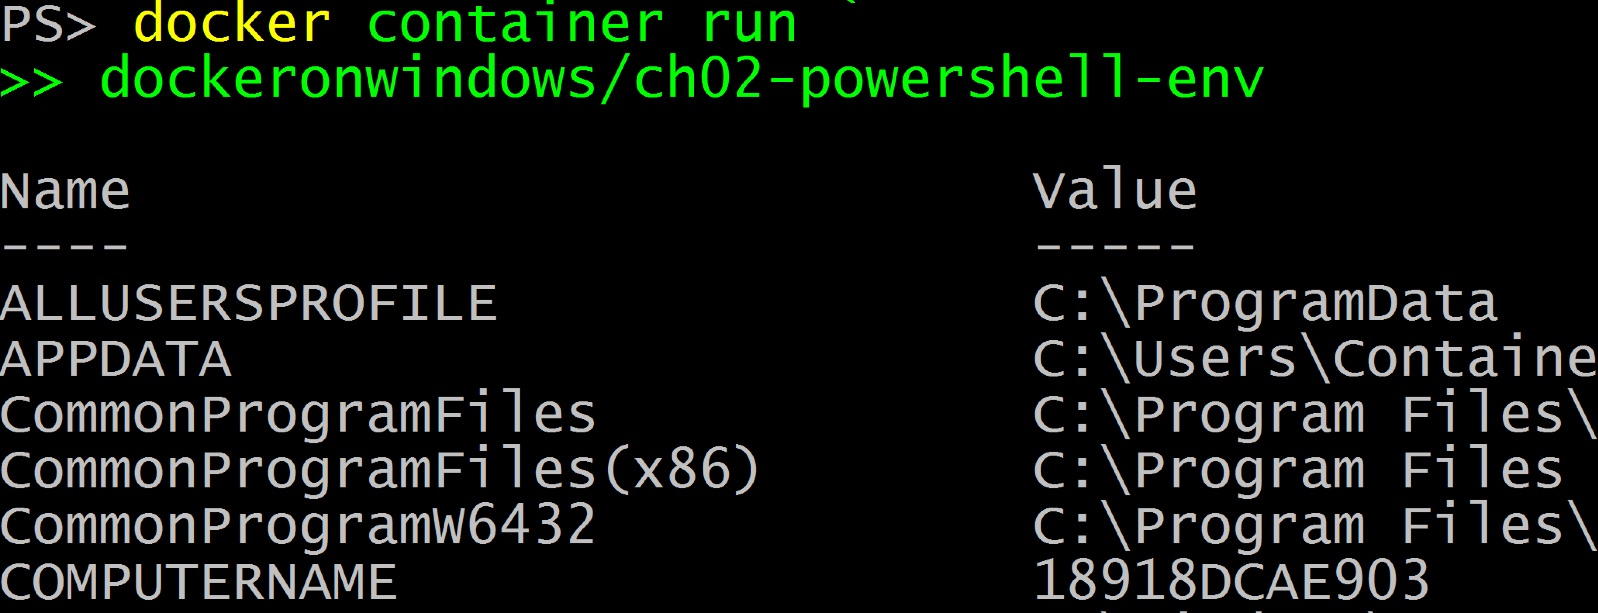 PS> docker container run `
>> dockeronwindows/ch02-powershell-env
Name Value
---- -----
ALLUSERSPROFILE C:\ProgramData
APPDATA C:\Users\Containe
CommonProgramFiles C:\Program Files\
CommonProgramFiles(x86) C:\Program Files
CommonProgramW6432 C:\Program Files\
COMPUTERNAME 18918DCAE903